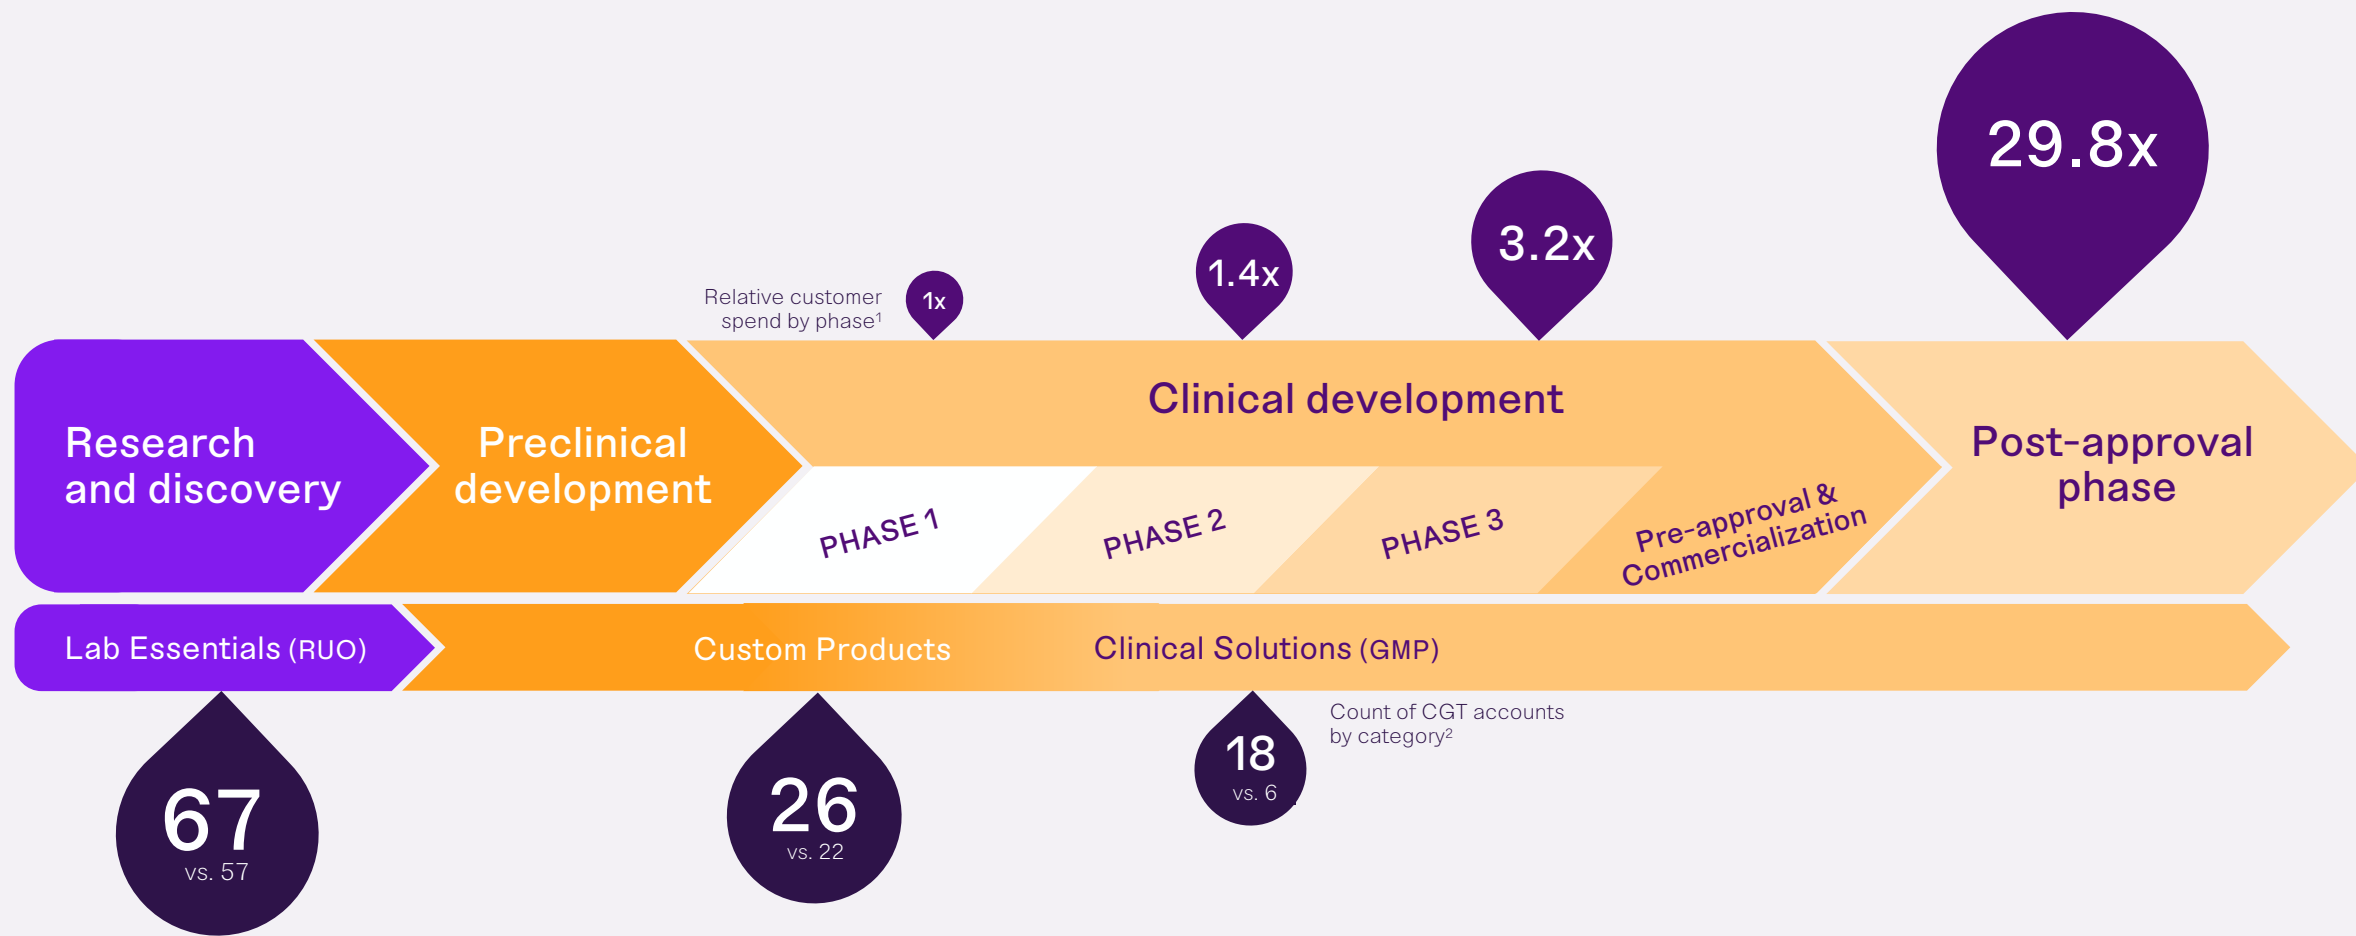 29.8x
3.2x
1.4x
1x
Relative customer
spend by phase¹
Research
and discovery
Preclinical
development
Clinical development
PHASE 1
PHASE 2
PHASE 3
Pre-approval &
Commercialization
Post-approval
phase
Lab Essentials (RUO)
Custom Products
Clinical Solutions (GMP)
67
vs. 57
26
vs. 22
18
vs. 6
Count of CGT accounts
by category²